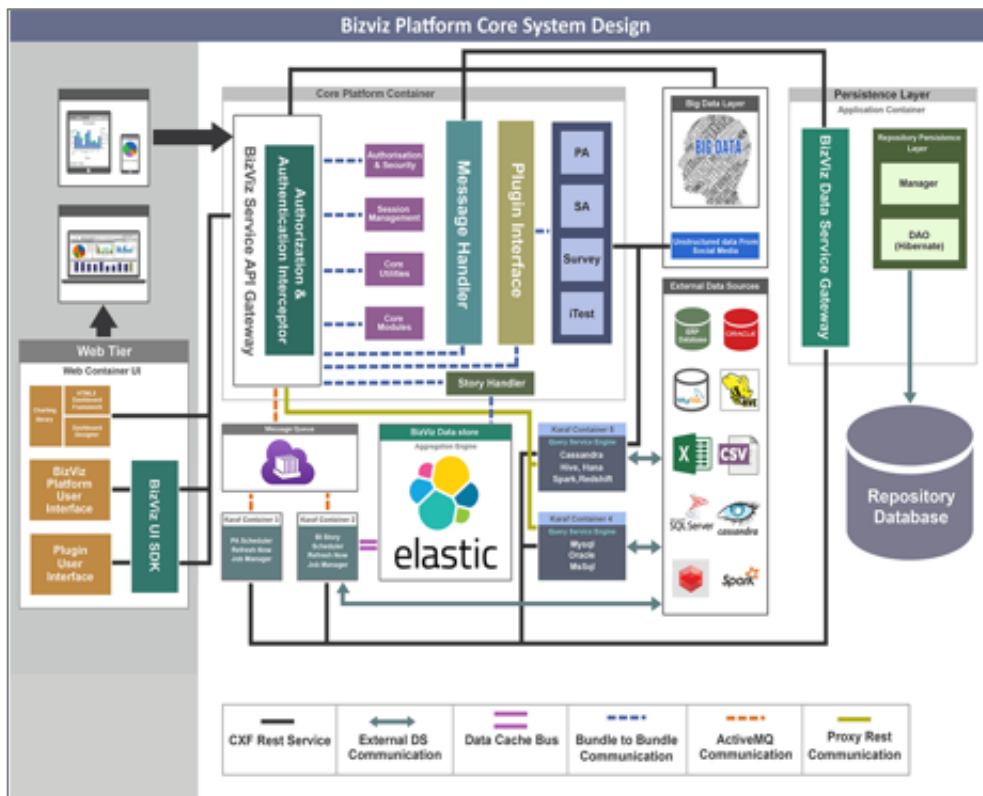 Bizviz Platform Core System Design
Core Platform Container
BizViz Service API Gateway
Authorization &
Authentication Interceptor
Authorisation
& Security
Session
Management
Core
Utilities
Core
Modules
Message Handler
Plugin Interface
PA
SA
Survey
iTest
Story Handler
Big Data Layer
BIG DATA
Unstructured data From
Social Media
Persistence Layer
Application Container
BizViz Data Service Gateway
Repository Persistence
Layer
Manager
DAO
(Hibernate)
Repository
Database
External Data Sources
ERP
Database
ORACLE
MySQL
HIVE
X
CSV
SQL Server
cassandra
Spark
Web Tier
Web Container UI
Charting
library
HTML5
Dashboard
Framework
Dashboard
Designer
BizViz
Platform
User
Interface
Plugin
User
Interface
BizViz UI SDK
Message Queue
Karaf Container 1
PA Scheduler
Refresh Now
Job Manager
Karaf Container 2
BI Story
Scheduler
Refresh Now
Job Manager
BizViz Data store
Aggregation Engine
elastic
Karaf Container 5
Query Service Engine
Cassandra
Hive, Hana
Spark,Redshift
Karaf Container 4
Query Service Engine
Mysql
Oracle
MsSql
CXF Rest Service
External DS
Communication
Data Cache Bus
Bundle to Bundle
Communication
ActiveMQ
Communication
Proxy Rest
Communication